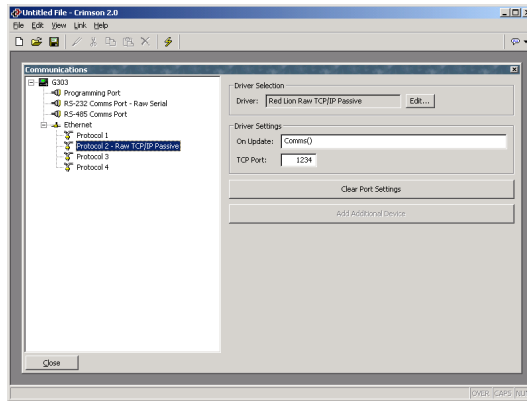 Untitled File - Crimson 2.0
File Edit View Link Help
Communications
G303
Programming Port
RS-232 Comms Port - Raw Serial
RS-485 Comms Port
Ethernet
Protocol 1
Protocol 2 - Raw TCP/IP Passive
Protocol 3
Protocol 4
Driver Selection
Driver: Red Lion Raw TCP/IP Passive Edit...
Driver Settings
On Update: Comms()
TCP Port: 1234
Clear Port Settings
Add Additional Device
Close
OVER CAPS NU